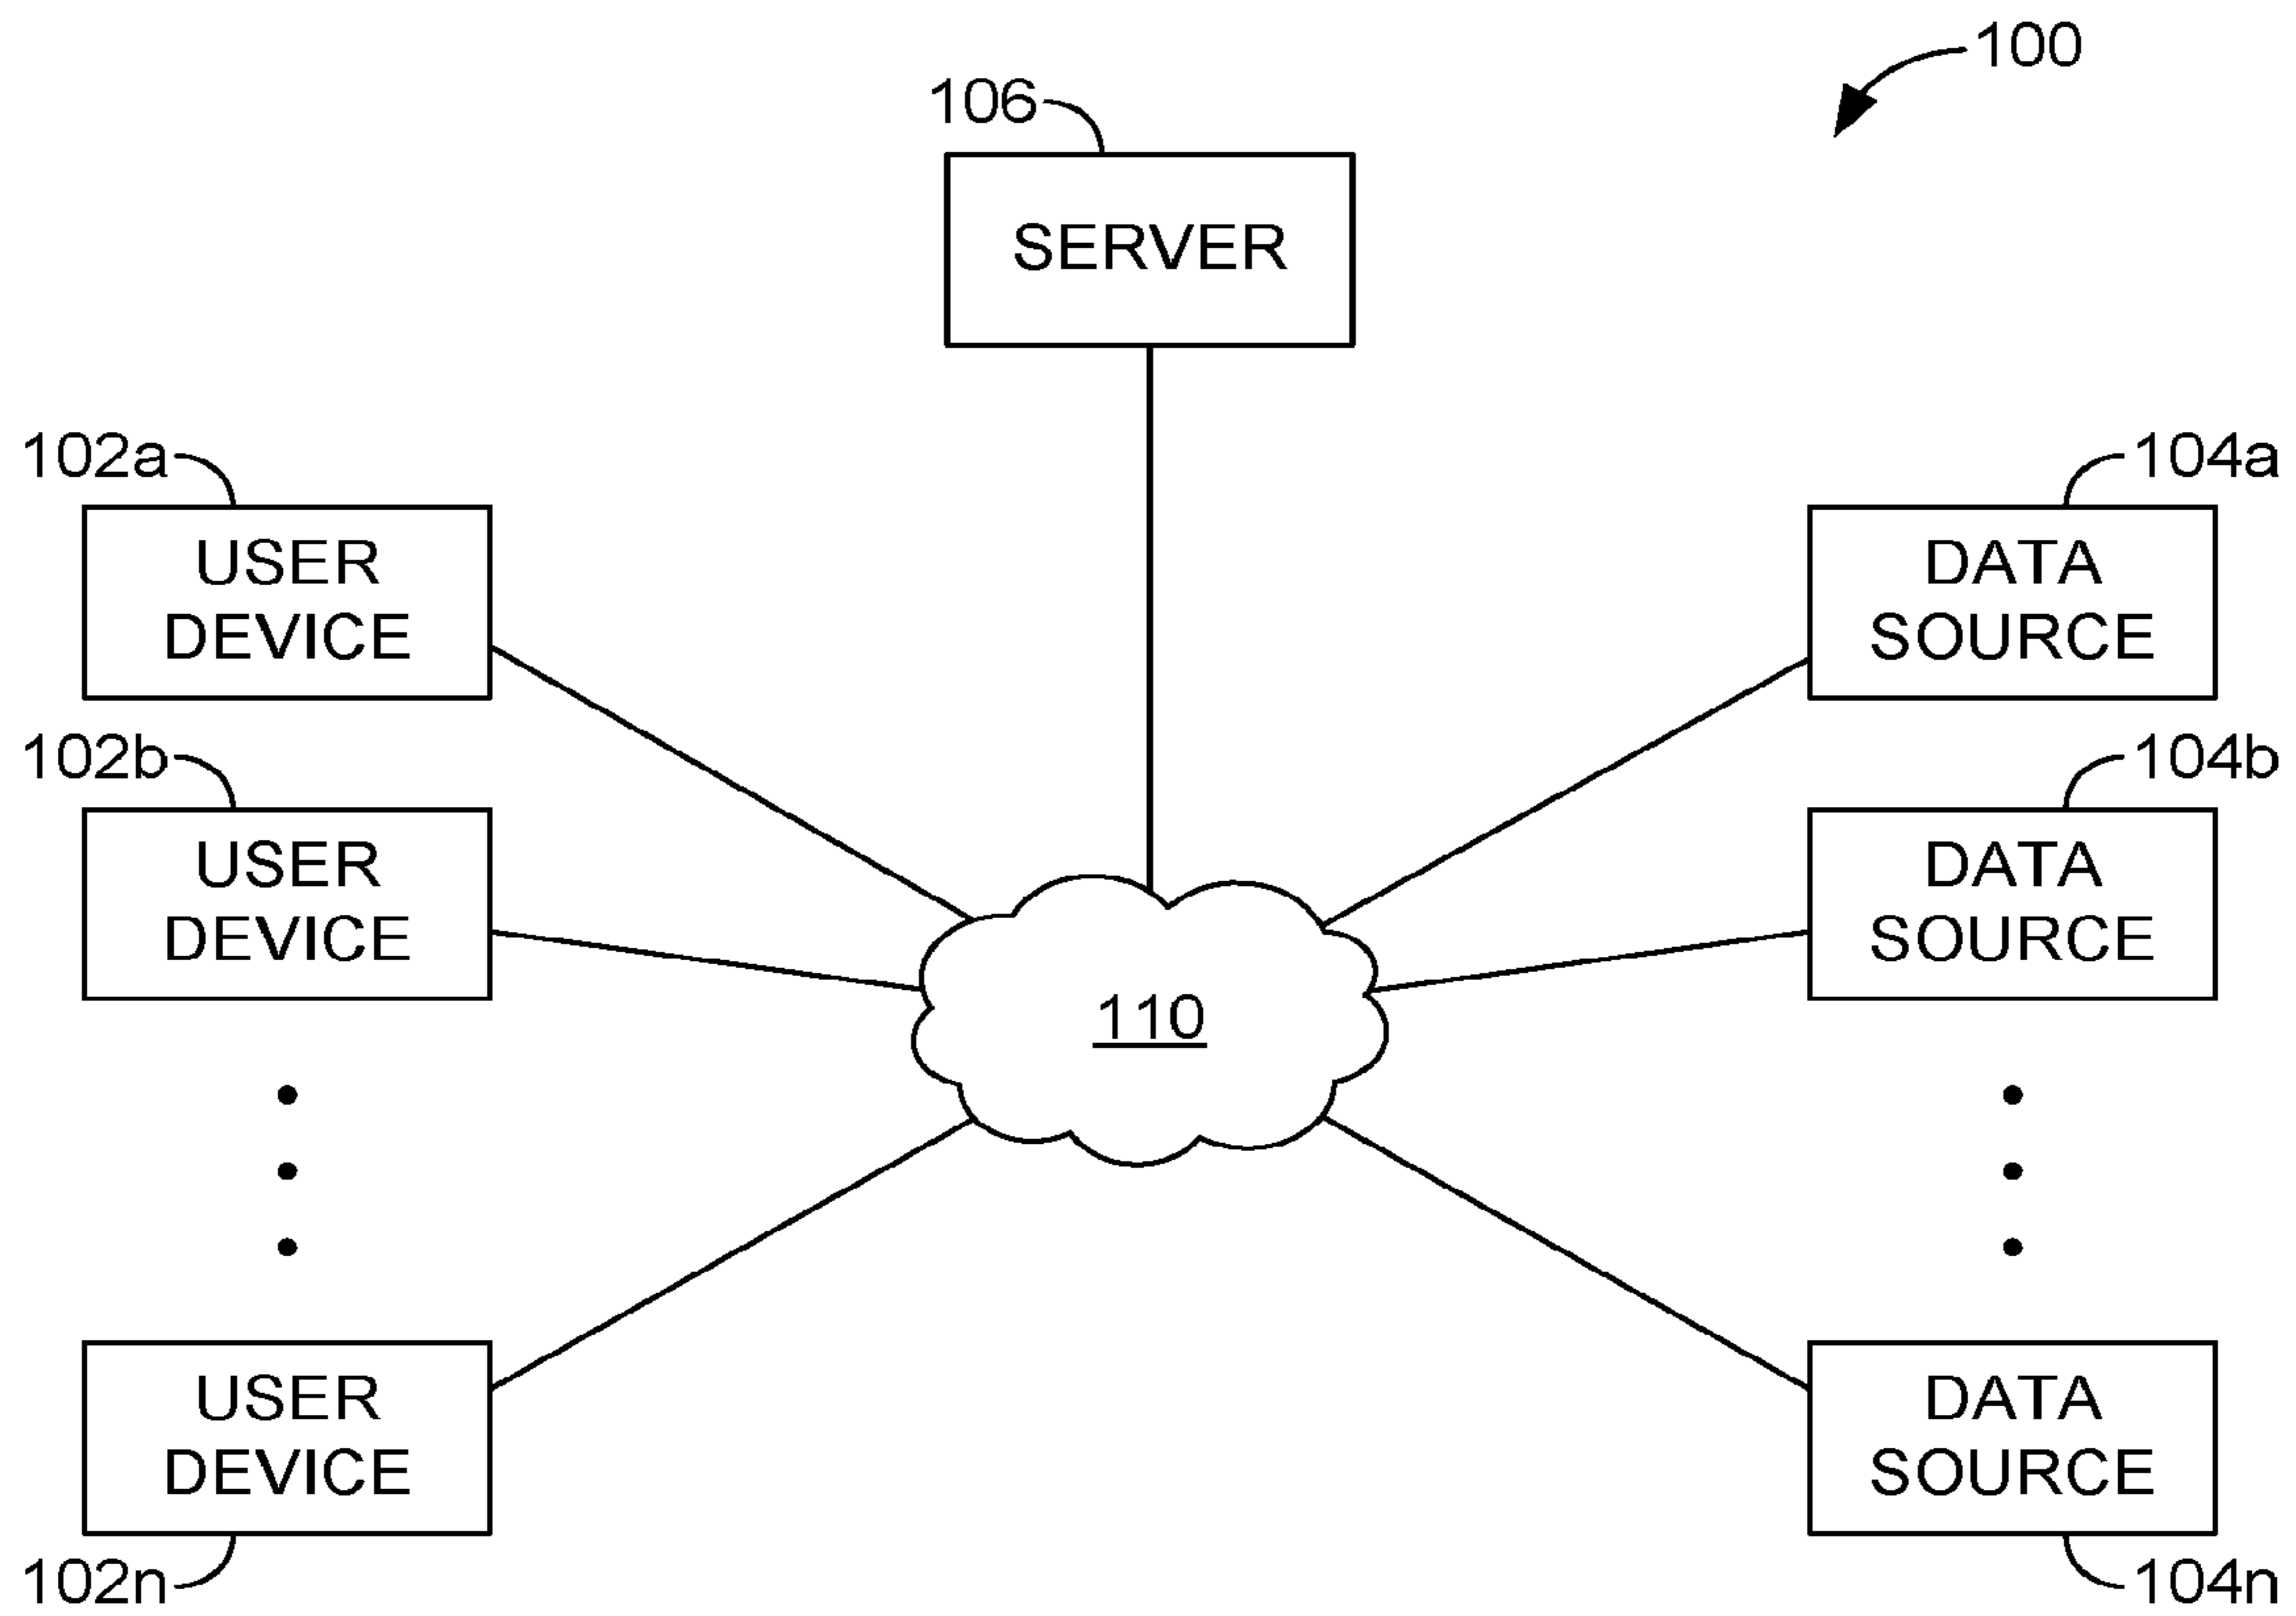 100
106
SERVER
102a
USER
DEVICE
104a
DATA
SOURCE
102b
USER
DEVICE
104b
DATA
SOURCE
110
USER
DEVICE
102n
DATA
SOURCE
104n